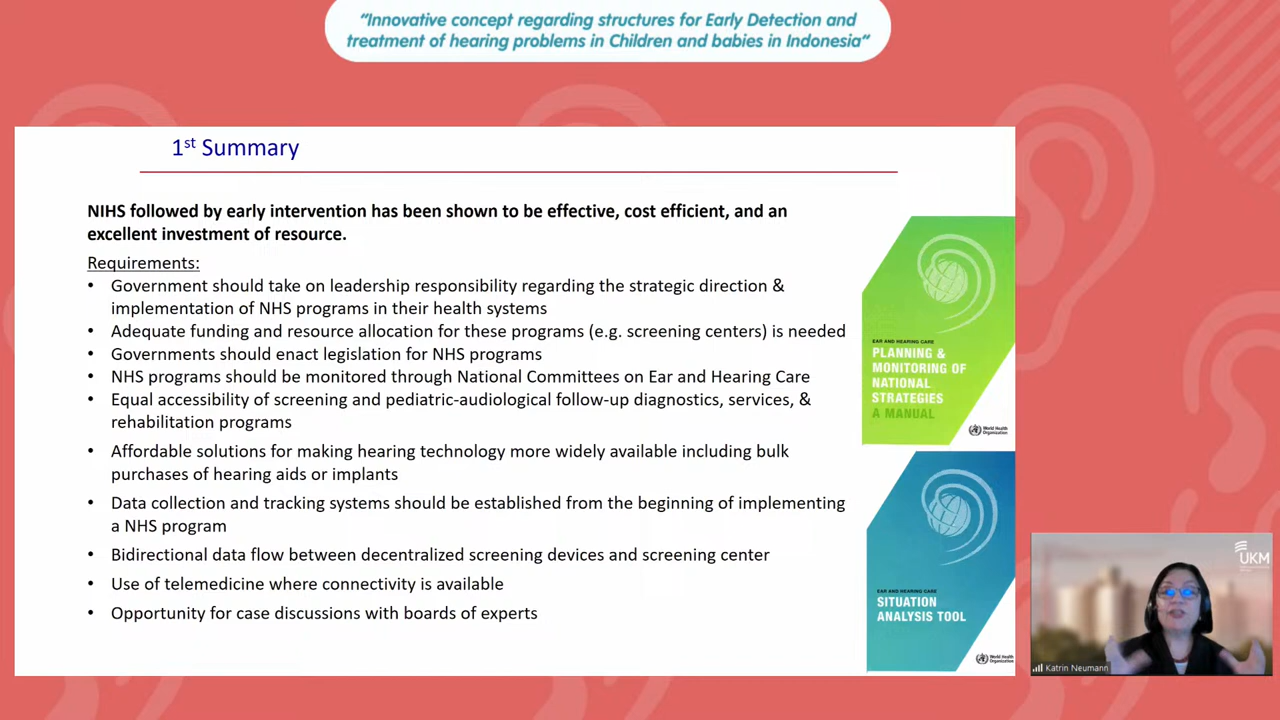 “Innovative concept regarding structures for Early Detection and
treatment of hearing problems in Children and babies in Indonesia“
1st Summary
NIHS followed by early intervention has been shown to be effective, cost efficient, and an
excellent investment of resource.
Requirements:
• Government should take on leadership responsibility regarding the strategic direction &
implementation of NHS programs in their health systems
• Adequate funding and resource allocation for these programs (e.g. screening centers) is needed
• Governments should enact legislation for NHS programs
• NHS programs should be monitored through National Committees on Ear and Hearing Care
• Equal accessibility of screening and pediatric-audiological follow-up diagnostics, services, &
rehabilitation programs
• Affordable solutions for making hearing technology more widely available including bulk
purchases of hearing aids or implants
• Data collection and tracking systems should be established from the beginning of implementing
a NHS program
• Bidirectional data flow between decentralized screening devices and screening center
• Use of telemedicine where connectivity is available
• Opportunity for case discussions with boards of experts
EAR AND HEARING CARE
PLANNING &
MONITORING OF
NATIONAL
STRATEGIES
A MANUAL
World Health
Organization
EAR AND HEARING CARE
SITUATION
ANALYSIS TOOL
World Health
Organization
UKM
Katrin Neumann